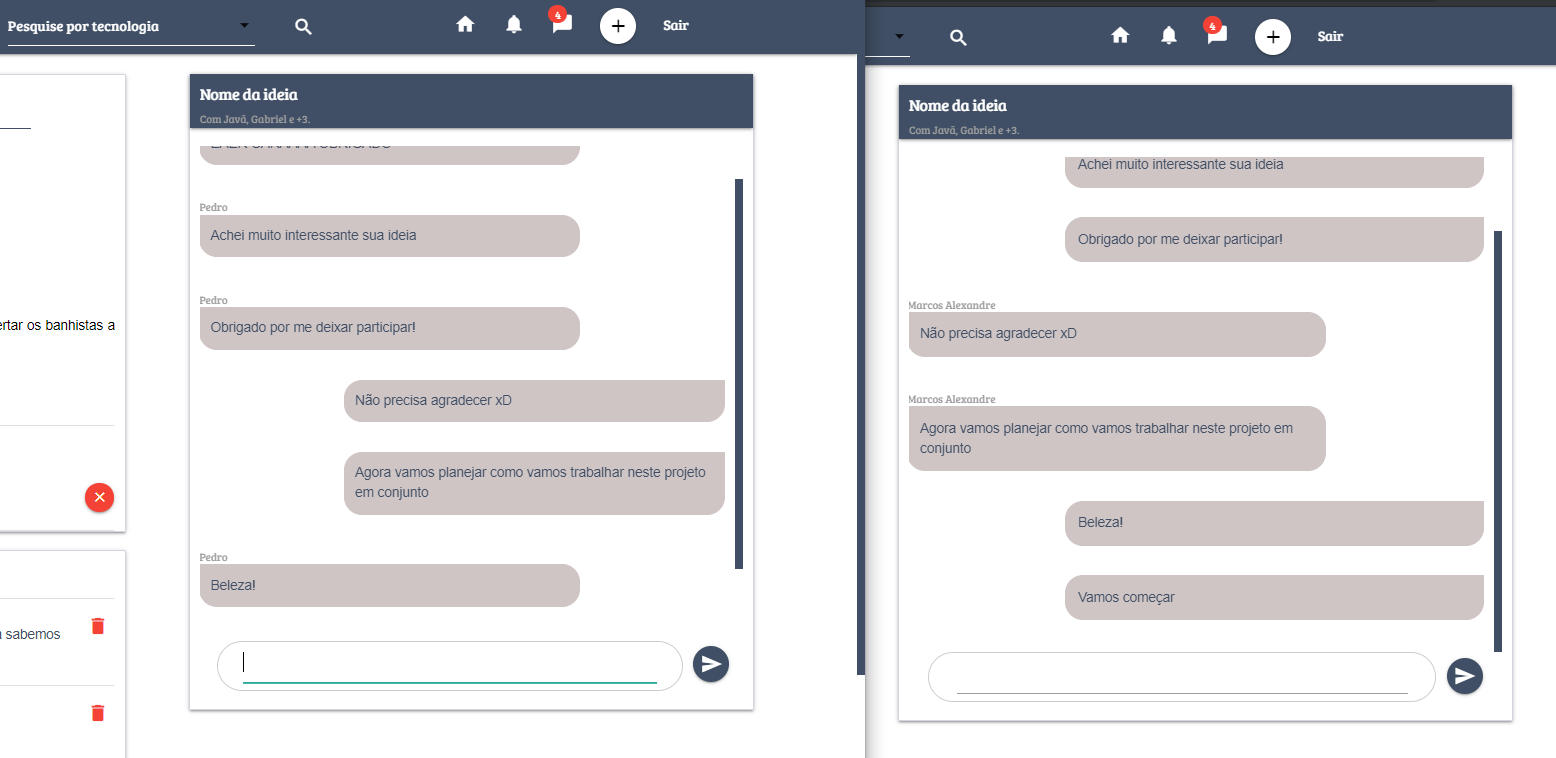 Pesquise por tecnologia
4
Sair
ertar os banhistas a
sabemos
Nome da ideia
Com Javã, Gabriel e +3.
Pedro
Achei muito interessante sua ideia
Pedro
Obrigado por me deixar participar!
Não precisa agradecer xD
Agora vamos planejar como vamos trabalhar neste projeto
em conjunto
Pedro
Beleza!
4
Sair
Nome da ideia
Com Javã, Gabriel e +3.
Achei muito interessante sua ideia
Obrigado por me deixar participar!
Marcos Alexandre
Não precisa agradecer xD
Marcos Alexandre
Agora vamos planejar como vamos trabalhar neste projeto em
conjunto
Beleza!
Vamos começar